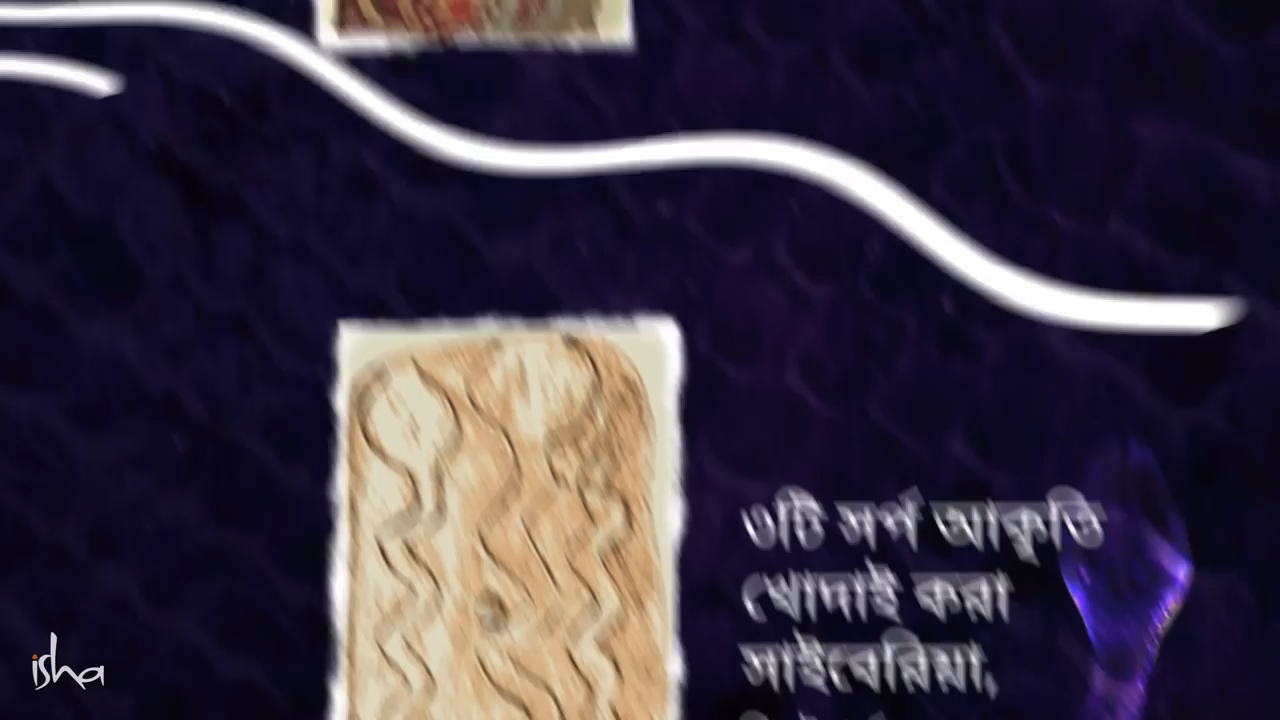 ৩টি সর্প আকৃতি
খোদাই করা
সাইবেরিয়া,
isha